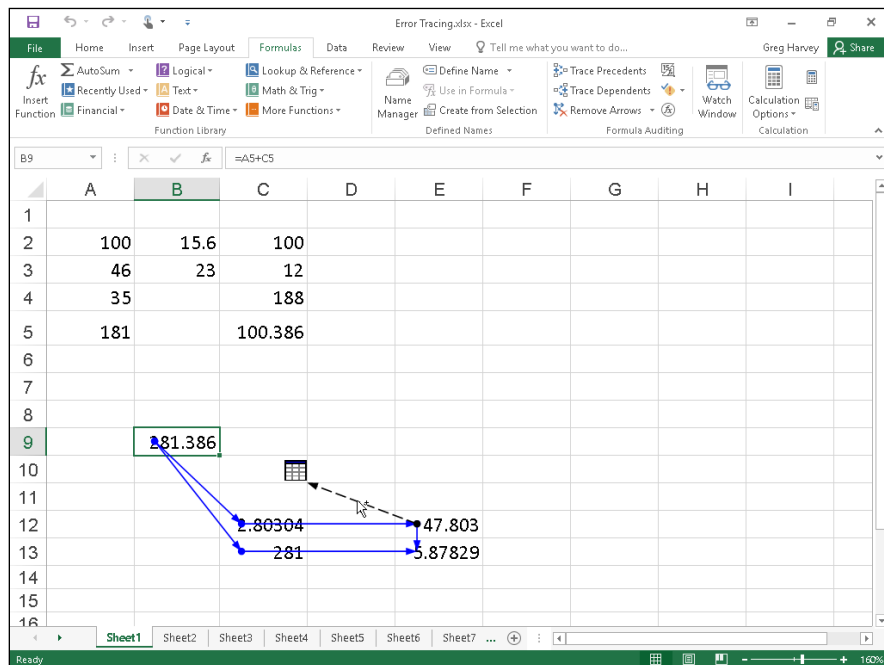 Error Tracing.xlsx - Excel
File Home Insert Page Layout Formulas Data Review View Tell me what you want to do... Greg Harvey Share
fx Insert Function
AutoSum
Recently Used
Financial
Logical
Text
Date & Time
Lookup & Reference
Math & Trig
More Functions
Function Library
Name Manager
Define Name
Use in Formula
Create from Selection
Defined Names
Trace Precedents
Trace Dependents
Remove Arrows
Formula Auditing
Watch Window
Calculation Options
Calculation
B9 fx =A5+C5
A B C D E F G H I
1
2 100 15.6 100
3 46 23 12
4 35 188
5 181 100.386
6
7
8
9 281.386
10
11
12 2.80304 47.803
13 281 5.87829
14
15
16
Sheet1 Sheet2 Sheet3 Sheet4 Sheet5 Sheet6 Sheet7 ...
Ready 160%